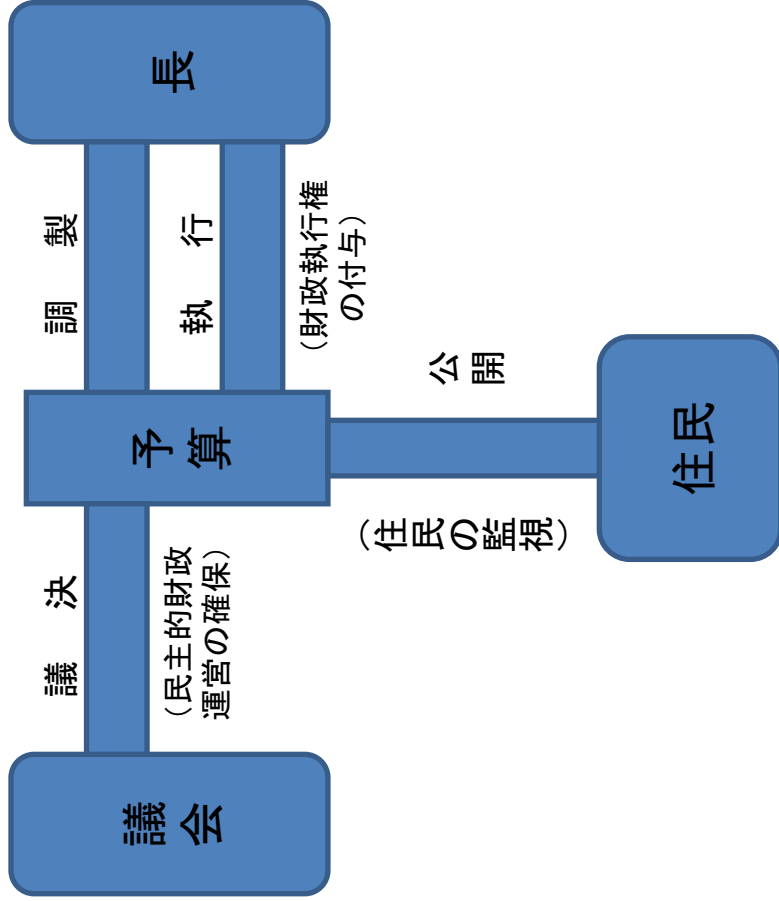 議決
調製
議会
予算
長
(民主的財政
運営の確保)
執行
(財政執行権
の付与)
(住民の監視)
公開
住民